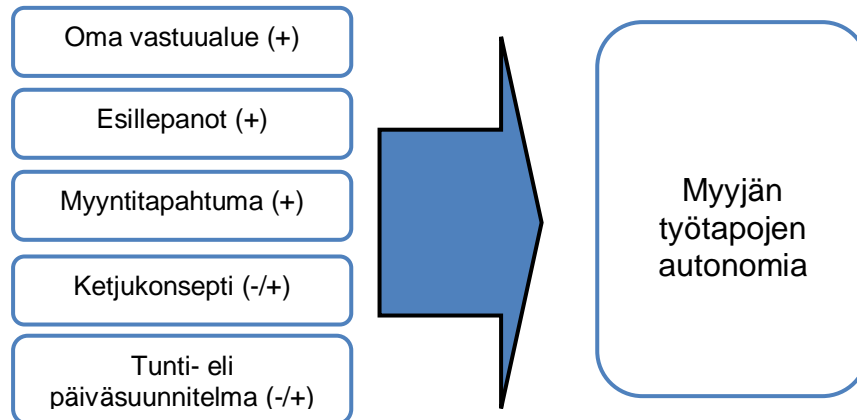 Oma vastuualue (+)
Esillepanot (+)
Myyntitapahtuma (+)
Ketjukonsepti (-/+)
Tunti- eli
päiväsuunnitelma (-/+)
Myyjän
työtapojen
autonomia